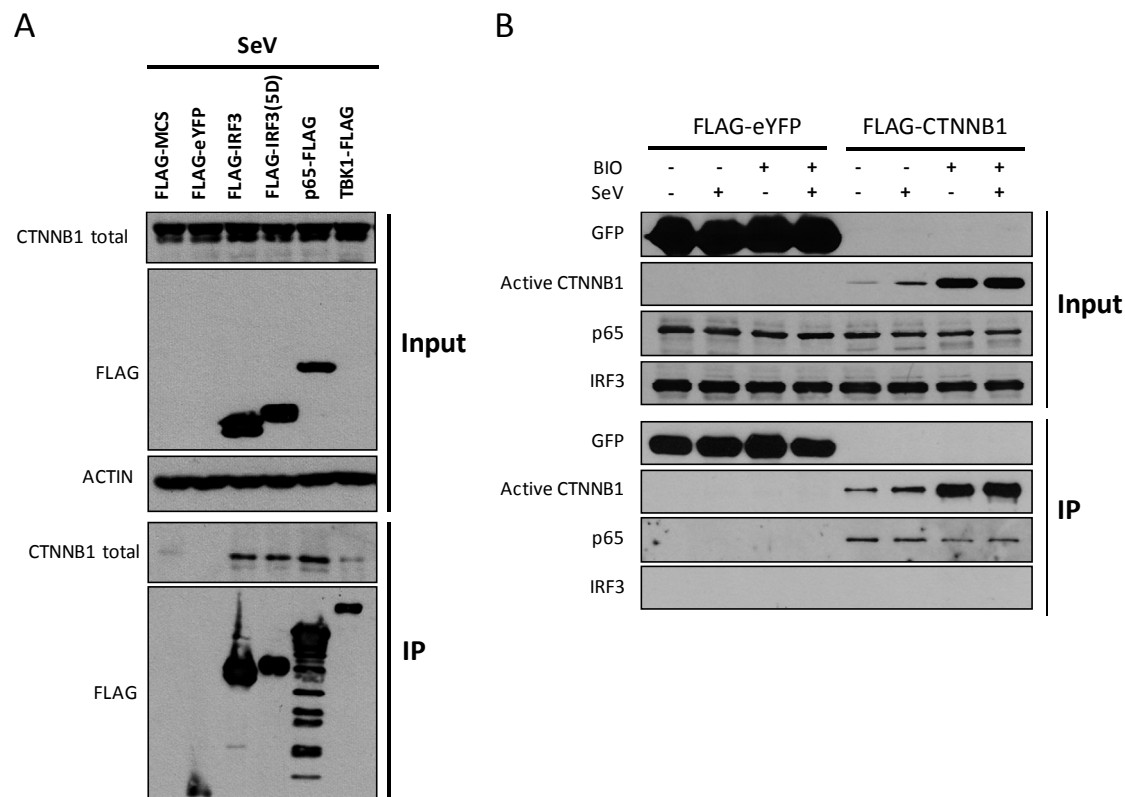 A
SeV
FLAG-MCS
FLAG-eYFP
FLAG-IRF3
FLAG-IRF3(5D)
p65-FLAG
TBK1-FLAG
CTNNB1 total
FLAG
ACTIN
Input
CTNNB1 total
FLAG
IP
B
FLAG-eYFP FLAG-CTNNB1
BIO - - + + - - + +
SeV - + - + - + - +
GFP
Active CTNNB1
p65
IRF3
Input
GFP
Active CTNNB1
p65
IRF3
IP